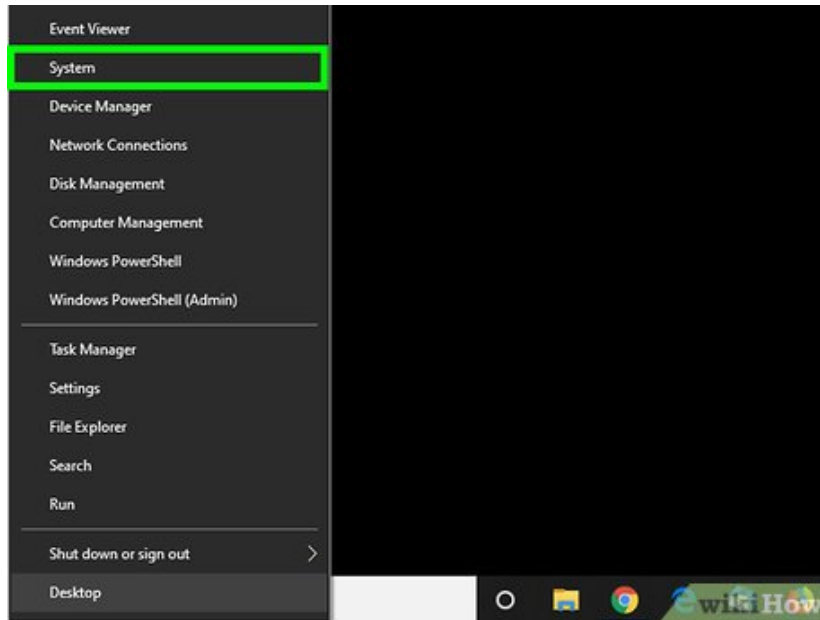 Event Viewer
System
Device Manager
Network Connections
Disk Management
Computer Management
Windows PowerShell
Windows PowerShell (Admin)
Task Manager
Settings
File Explorer
Search
Run
Shut down or sign out
Desktop
wikiHow